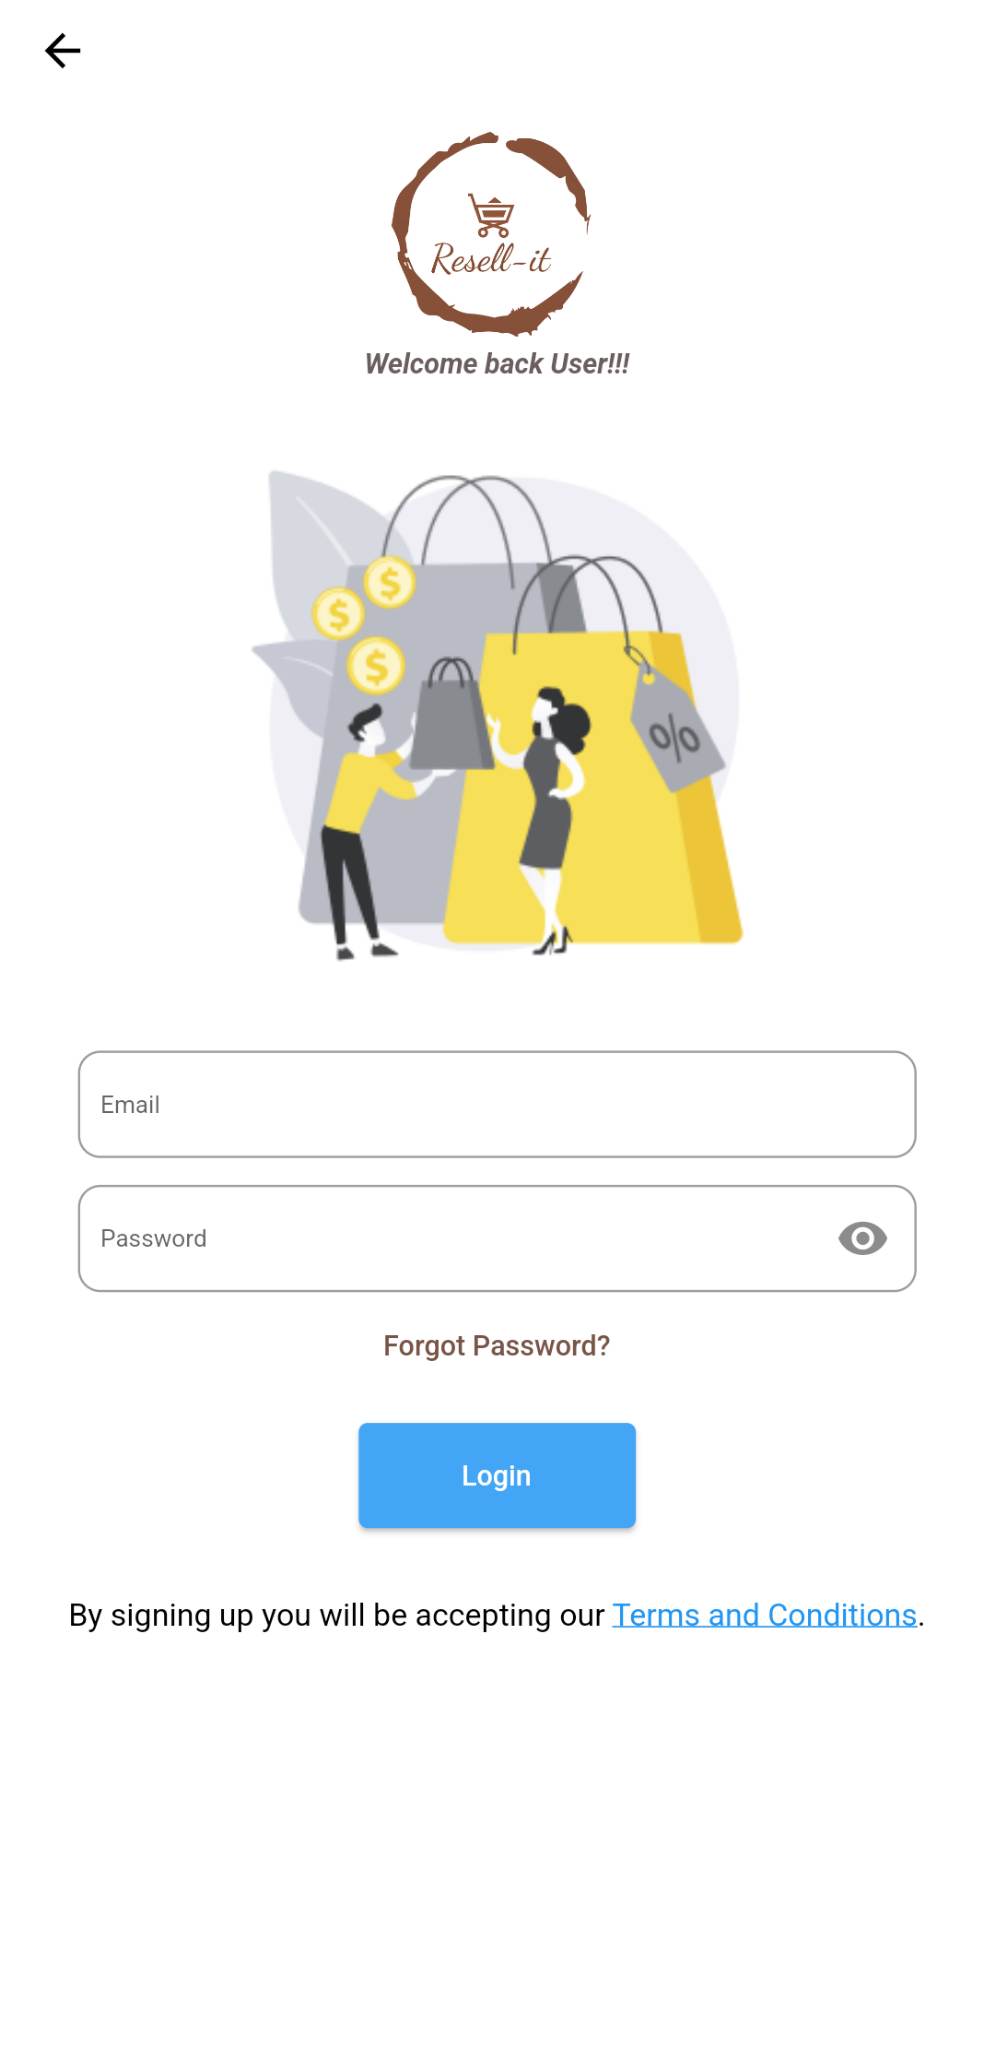 Resell-it
Welcome back User!!!
$
$
$
%
Email
Password
Forgot Password?
Login
By signing up you will be accepting our Terms and Conditions.